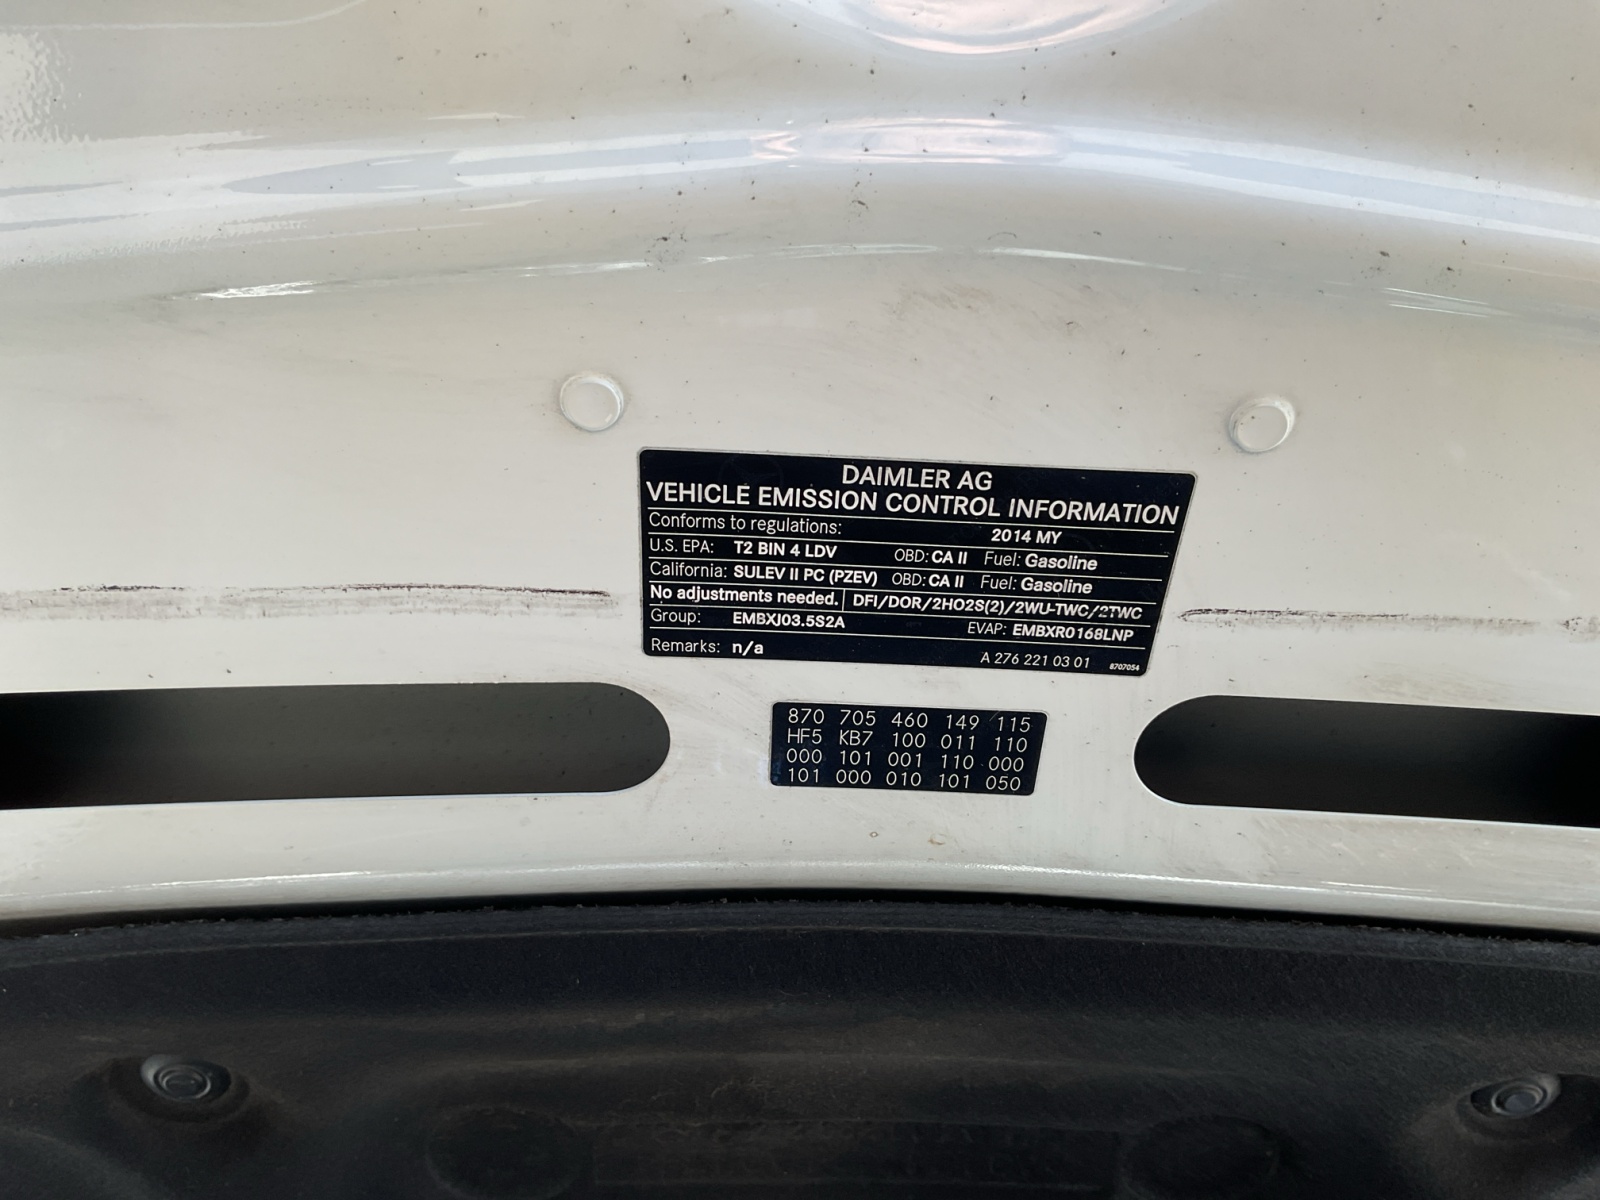 DAIMLER AG
VEHICLE EMISSION CONTROL INFORMATION
Conforms to regulations: 2014 MY
U.S. EPA: T2 BIN 4 LDV OBD: CA II Fuel: Gasoline
California: SULEV II PC (PZEV) OBD: CA II Fuel: Gasoline
No adjustments needed. DFI/DOR/2HO2S(2)/2WU-TWC/2TWC
Group: EMBXJ03.5S2A EVAP: EMBXR0168LNP
Remarks: n/a A 276 221 03 01 8707054
870 705 460 149 115
HF5 KB7 100 011 110
000 101 001 110 000
101 000 010 101 050